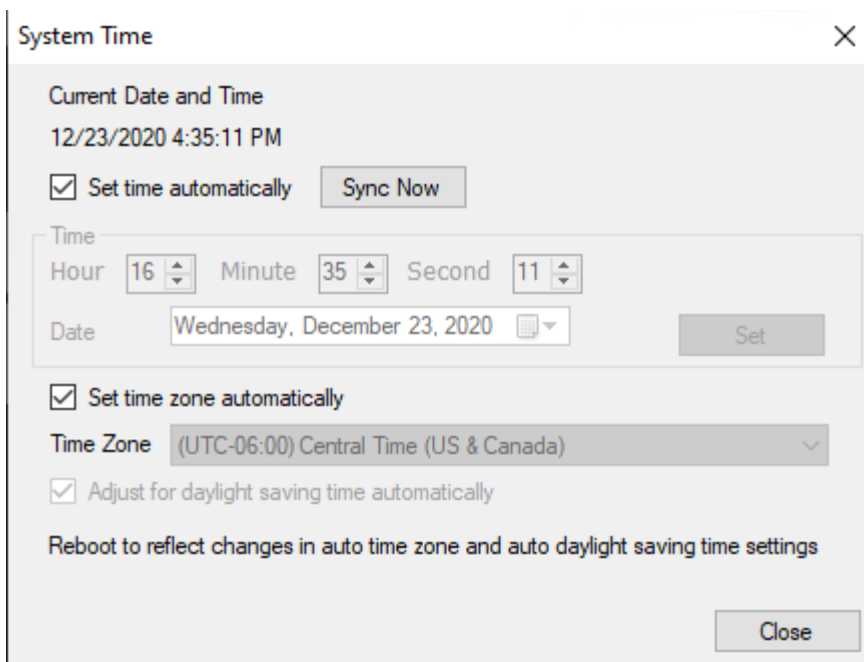 System Time
Current Date and Time
12/23/2020 4:35:11 PM
Set time automatically Sync Now
Time
Hour 16 Minute 35 Second 11
Date Wednesday, December 23, 2020 Set
Set time zone automatically
Time Zone (UTC-06:00) Central Time (US & Canada)
Adjust for daylight saving time automatically
Reboot to reflect changes in auto time zone and auto daylight saving time settings
Close